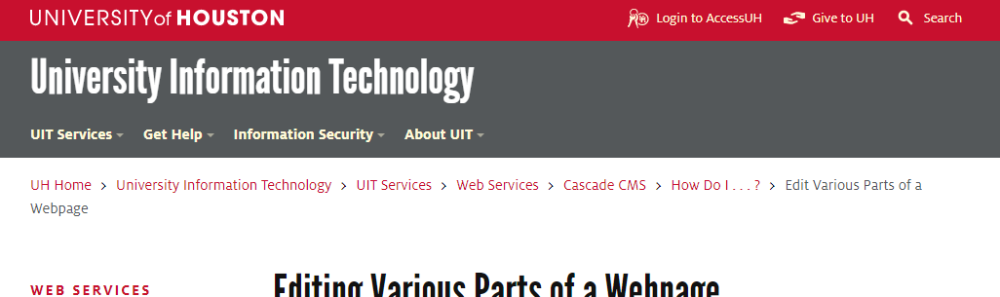 UNIVERSITY of HOUSTON Login to AccessUH Give to UH Search
University Information Technology
UIT Services Get Help Information Security About UIT
UH Home > University Information Technology > UIT Services > Web Services > Cascade CMS > How Do I . . . ? > Edit Various Parts of a
Webpage
WEB SERVICES Editing Various Parts of a Webpage